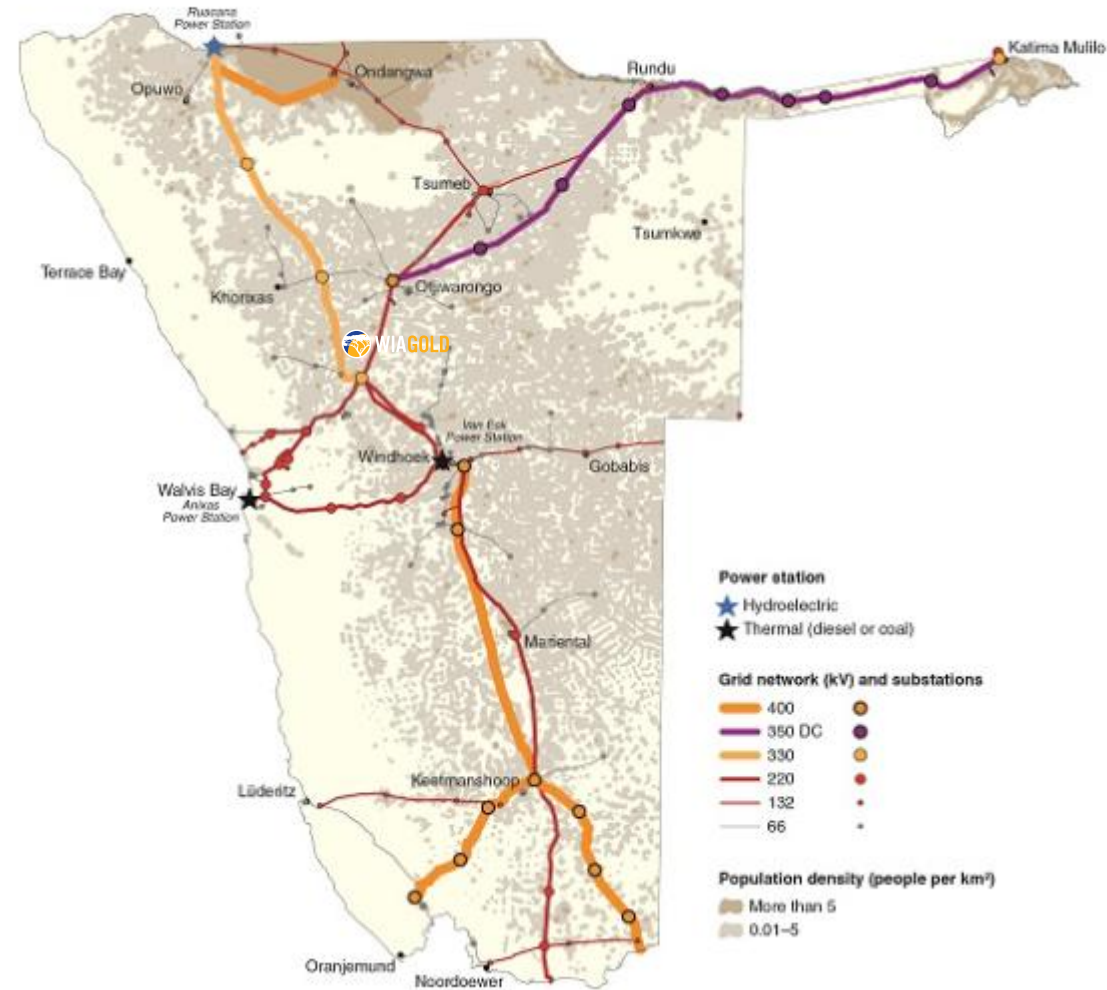 Ruacana
Power Station
Katima Mulilo
Rundu
Ondangwa
Opuwo
Tsumeb
Tsumkwe
Terrace Bay
Khorixas
Otjiwarongo
WIAGOLD
Van Eck
Power Station
Windhoek
Gobabis
Walvis Bay
Anixas
Power Station
Mariental
Keetmanshoop
Lüderitz
Oranjemund
Noordoewer
Power station
Hydroelectric
Thermal (diesel or coal)
Grid network (kV) and substations
400
350 DC
330
220
132
66
Population density (people per km²)
More than 5
0.01–5